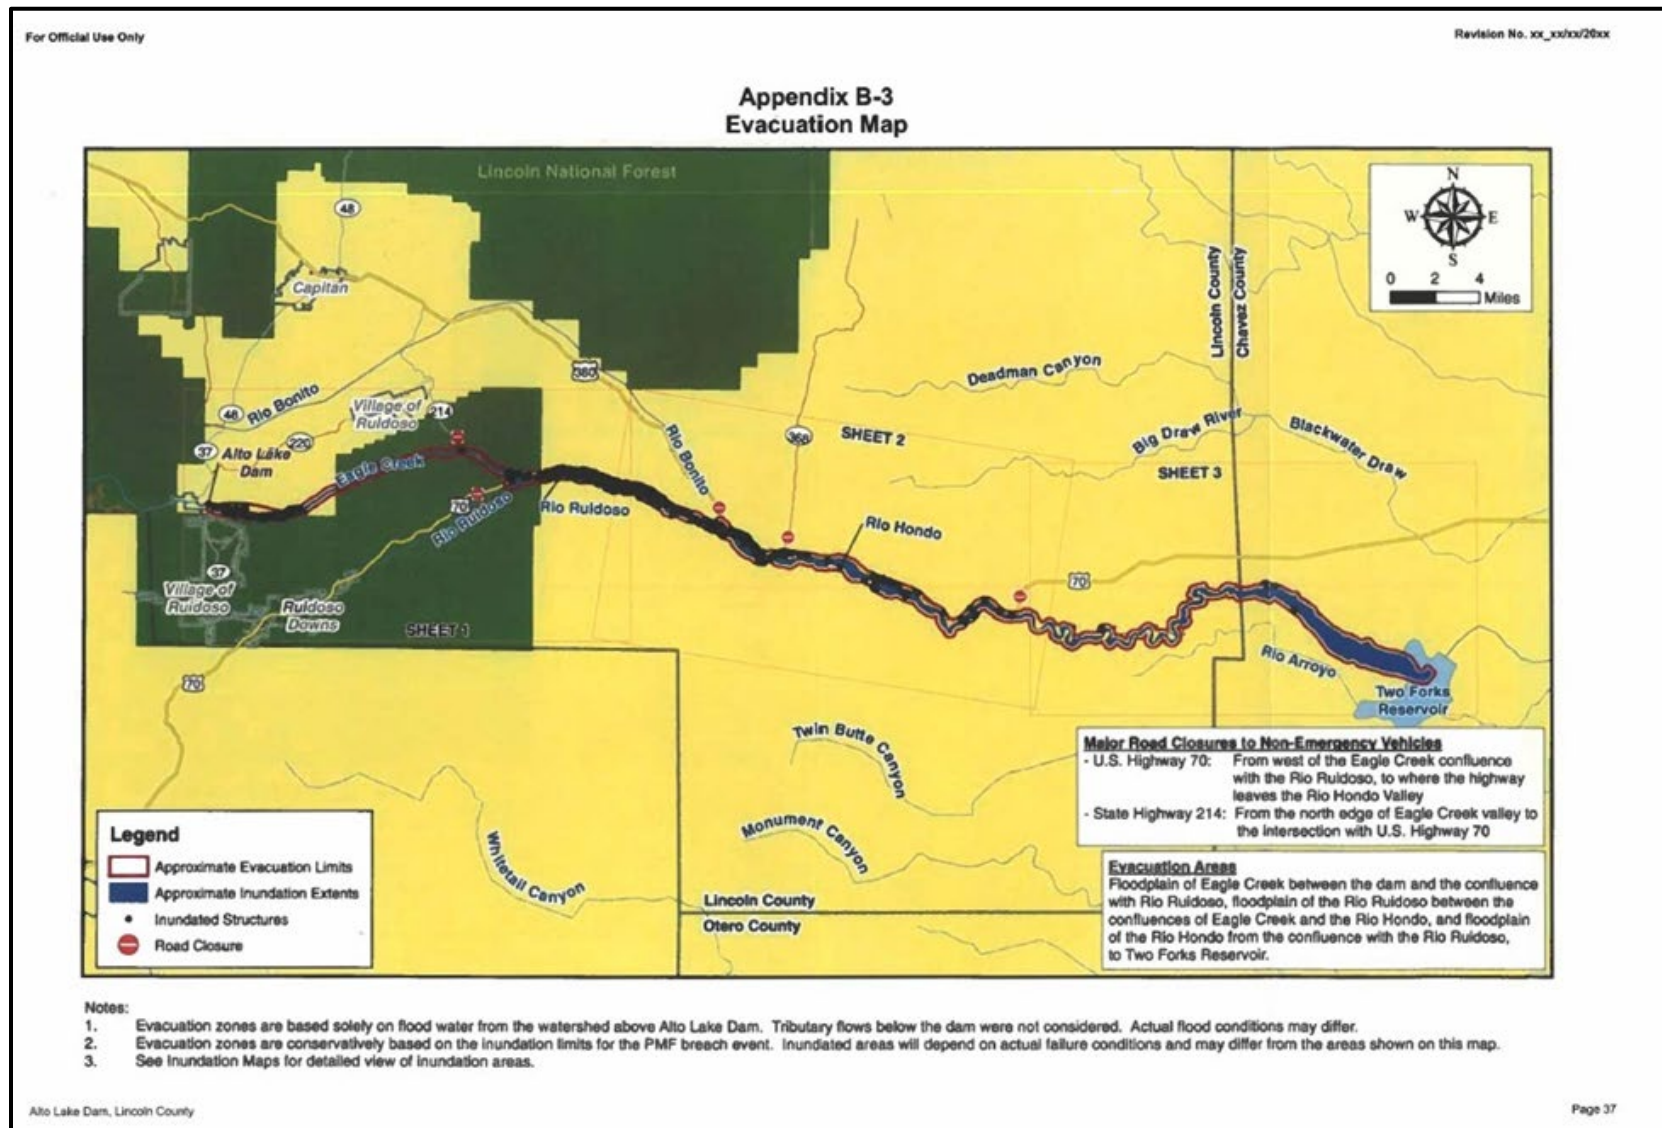 For Official Use Only
Revision No. xx_xx/xx/20xx
Appendix B-3
Evacuation Map
Lincoln National Forest
N
W
E
S
0 2 4
Miles
48
Capitan
Lincoln County
Chavez County
380
Deadman Canyon
48
Rio Bonito
Village of
Ruidoso
214
37
220
Alto Lake
Dam
Eagle Creek
Rio Bonito
368
SHEET 2
Big Draw River
Blackwater Draw
SHEET 3
70
Rio Ruidoso
Rio Ruidoso
Rio Hondo
37
Village of
Ruidoso
Ruidoso
Downs
SHEET 1
70
70
Rio Arroyo
Two Forks
Reservoir
Twin Butte Canyon
Monument Canyon
Whitetail Canyon
Lincoln County
Otero County
Major Road Closures to Non-Emergency Vehicles
- U.S. Highway 70: From west of the Eagle Creek confluence
with the Rio Ruidoso, to where the highway
leaves the Rio Hondo Valley
- State Highway 214: From the north edge of Eagle Creek valley to
the intersection with U.S. Highway 70
Evacuation Areas
Floodplain of Eagle Creek between the dam and the confluence
with Rio Ruidoso, floodplain of the Rio Ruidoso between the
confluences of Eagle Creek and the Rio Hondo, and floodplain
of the Rio Hondo from the confluence with the Rio Ruidoso,
to Two Forks Reservoir.
Legend
Approximate Evacuation Limits
Approximate Inundation Extents
Inundated Structures
Road Closure
Notes:
1. Evacuation zones are based solely on flood water from the watershed above Alto Lake Dam. Tributary flows below the dam were not considered. Actual flood conditions may differ.
2. Evacuation zones are conservatively based on the inundation limits for the PMF breach event. Inundated areas will depend on actual failure conditions and may differ from the areas shown on this map.
3. See Inundation Maps for detailed view of inundation areas.
Alto Lake Dam, Lincoln County
Page 37